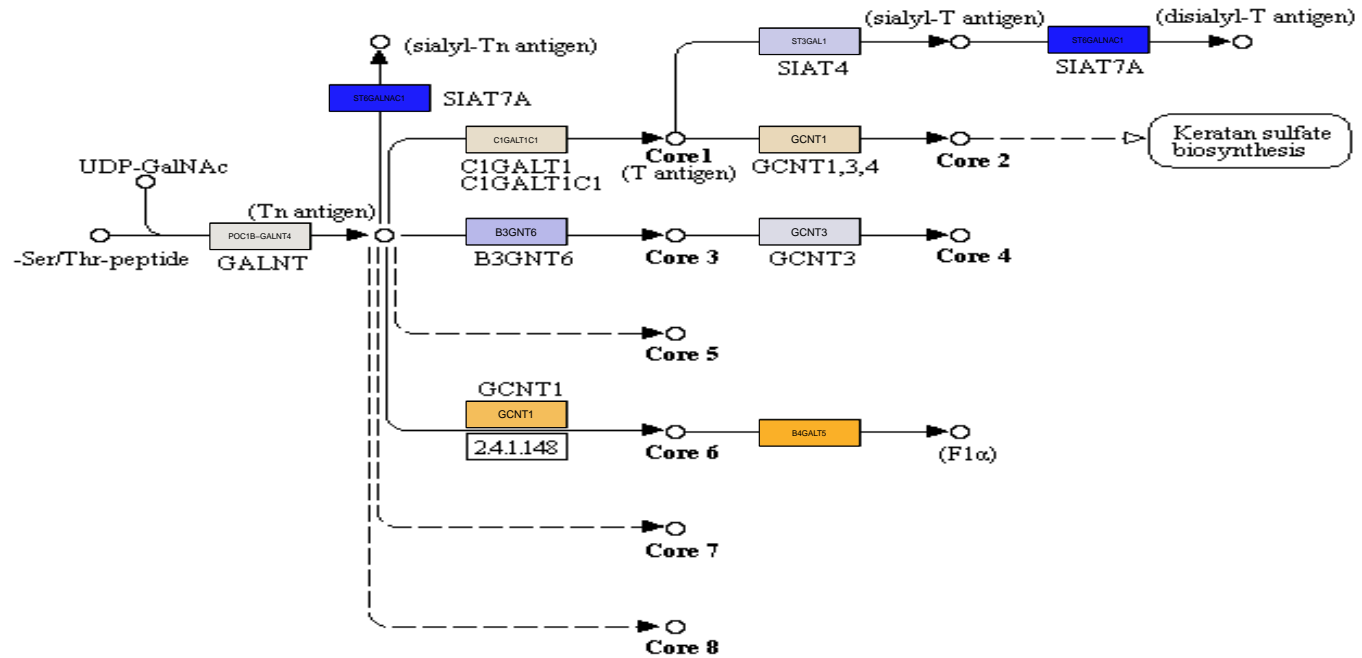 (sialyl-T antigen)
(disialyl-T antigen)
(sialyl-Tn antigen)
ST3GAL1
SIAT4
ST6GALNAC1
SIAT7A
ST6GALNAC1
SIAT7A
C1GALT1C1
C1GALT1
C1GALT1C1
Core1
(T antigen)
GCNT1
GCNT1,3,4
Core 2
Keratan sulfate
biosynthesis
UDP-GalNAc
(Tn antigen)
-Ser/Thr-peptide
POC1B-GALNT4
GALNT
B3GNT6
B3GNT6
Core 3
GCNT3
GCNT3
Core 4
Core 5
GCNT1
GCNT1
2.4.1.148
Core 6
B4GALT5
(F1α)
Core 7
Core 8